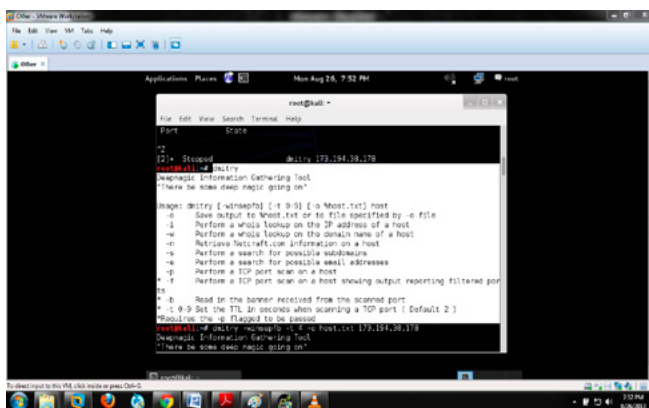 Other - VMware Workstation
File Edit View VM Tabs Help
Other
Applications Places Mon Aug 26, 7:52 PM root
root@kali: ~
File Edit View Search Terminal Help
Port State
^Z
[2]+ Stopped dmitry 173.194.38.178
root@kali:~# dmitry
Deepmagic Information Gathering Tool
"There be some deep magic going on"
Usage: dmitry [-winsepfb] [-t 0-9] [-o %host.txt] host
-o Save output to %host.txt or to file specified by -o file
-i Perform a whois lookup on the IP address of a host
-w Perform a whois lookup on the domain name of a host
-n Retrieve Netcraft.com information on a host
-s Perform a search for possible subdomains
-e Perform a search for possible email addresses
-p Perform a TCP port scan on a host
* -f Perform a TCP port scan on a host showing output reporting filtered por
ts
* -b Read in the banner received from the scanned port
* -t 0-9 Set the TTL in seconds when scanning a TCP port ( Default 2 )
*Requires the -p flagged to be passed
root@kali:~# dmitry -winsepfb -t 4 -o host.txt 173.194.38.178
Deepmagic Information Gathering Tool
"There be some deep magic going on"
root@kali: ~
To direct input to this VM, click inside or press Ctrl+G.
7:52 PM
8/26/2013